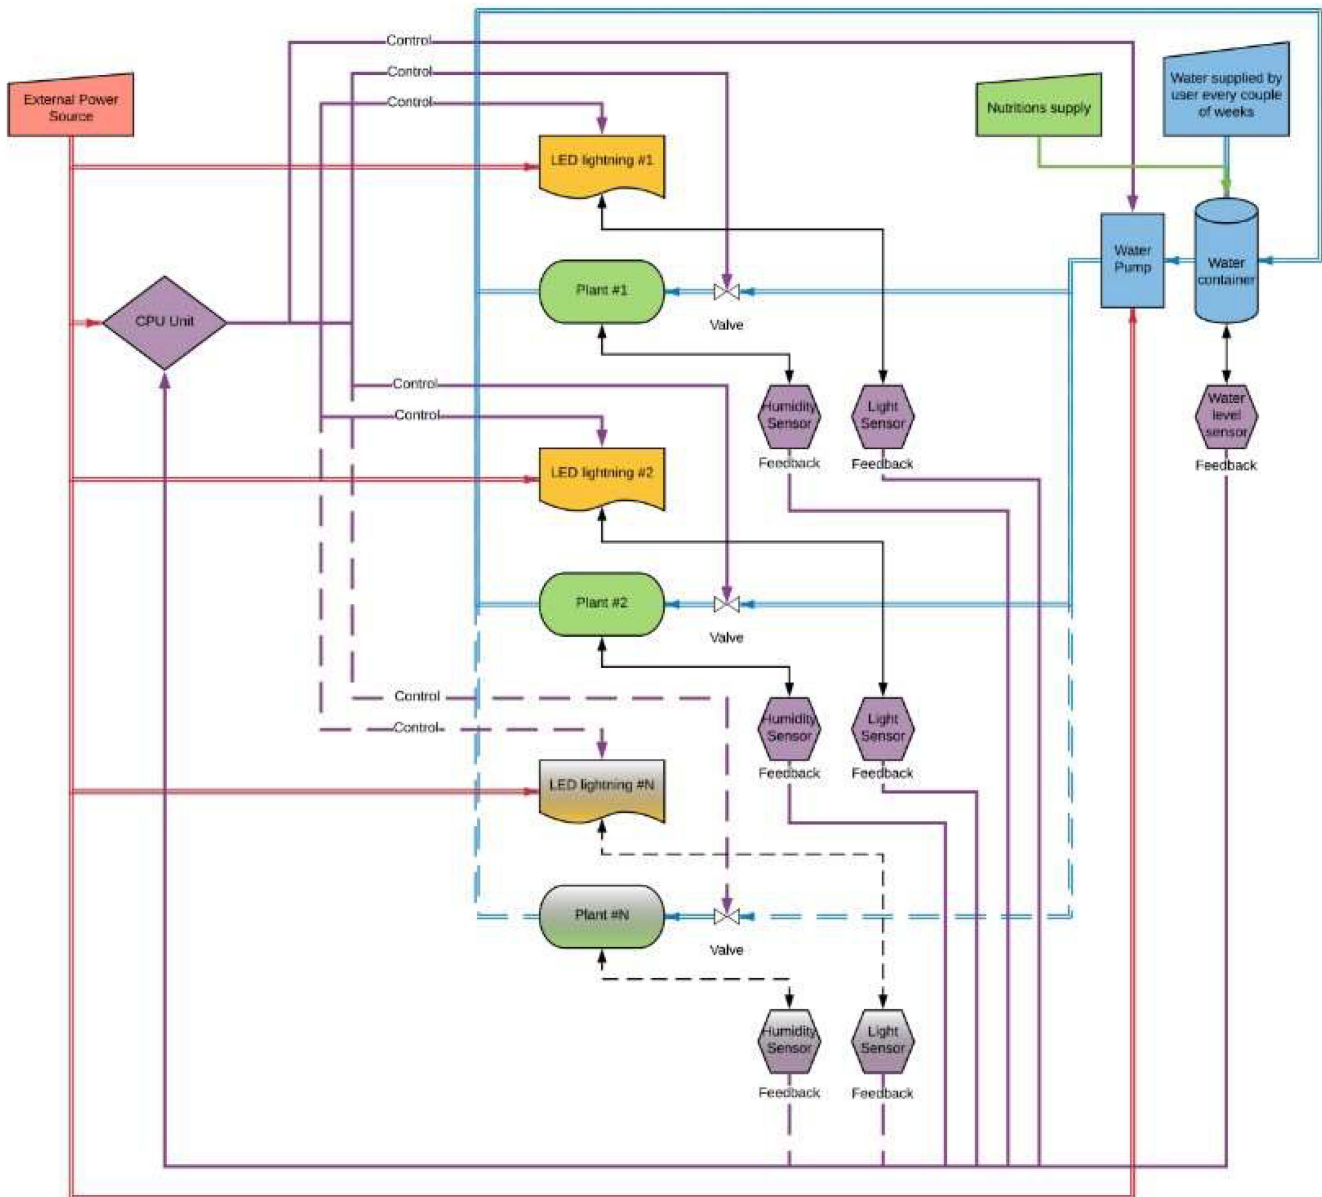 Control
Control
Control
External Power
Source
LED lightning #1
Nutritions supply
Water supplied by
user every couple
of weeks
CPU Unit
Plant #1
Valve
Water
Pump
Water
container
Control
Control
Humidity
Sensor
Feedback
Light
Sensor
Feedback
Water
level
sensor
Feedback
LED lightning #2
Plant #2
Valve
Control
Control
Humidity
Sensor
Feedback
Light
Sensor
Feedback
LED lightning #N
Plant #N
Valve
Humidity
Sensor
Feedback
Light
Sensor
Feedback